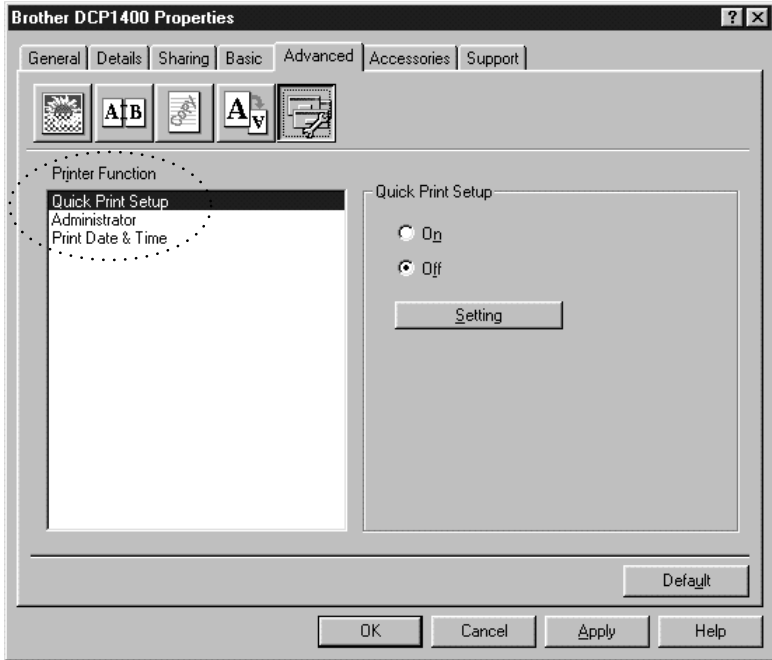 Brother DCP1400 Properties
General Details Sharing Basic Advanced Accessories Support
A B
Copy
A A
Printer Function
Quick Print Setup
Administrator
Print Date & Time
Quick Print Setup
On
Off
Setting
Default
OK Cancel Apply Help